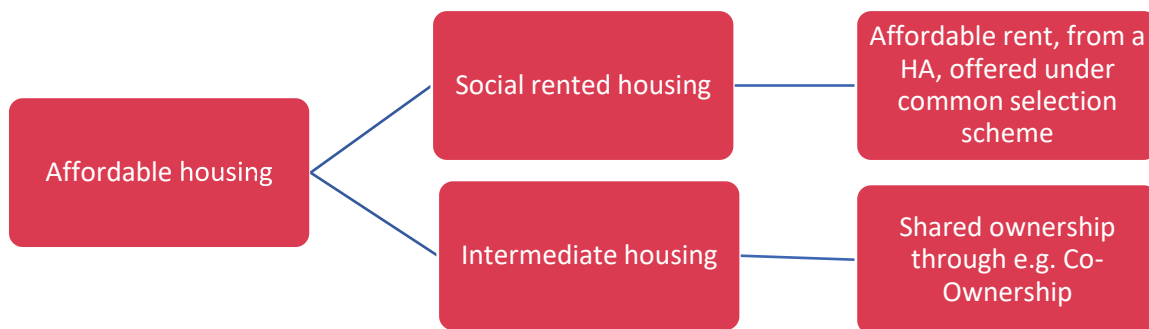 Affordable housing
Social rented housing
Affordable rent, from a
HA, offered under
common selection
scheme
Intermediate housing
Shared ownership
through e.g. Co-
Ownership